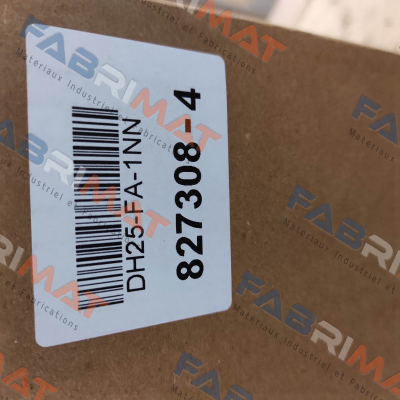 DH25-FA-1NN
827308-4
FABRIMAT
Matériaux Industriels et Fabrications